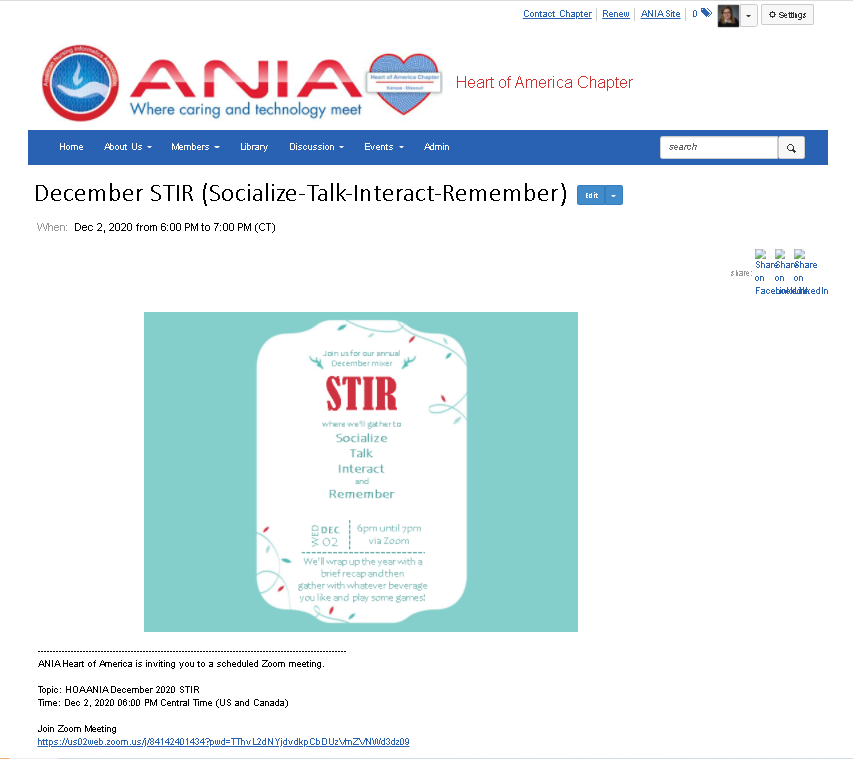 Contact Chapter Renew ANIA Site 0 Settings
American Nursing Informatics Association
ANIA
Where caring and technology meet
Heart of America Chapter
Kansas - Missouri
Heart of America Chapter
Home About Us Members Library Discussion Events Admin search
December STIR (Socialize-Talk-Interact-Remember) Edit
When: Dec 2, 2020 from 6:00 PM to 7:00 PM (CT)
share:
Share on Facebook
Share on
Share on LinkedIn
Join us for our annual
December mixer
STIR
where we'll gather to
Socialize
Talk
Interact
and
Remember
WED DEC 02
6pm until 7pm
via Zoom
We'll wrap up the year with a
brief recap and then
gather with whatever beverage
you like and play some games!
ANIA Heart of America is inviting you to a scheduled Zoom meeting.
Topic: HOAANIA December 2020 STIR
Time: Dec 2, 2020 06:00 PM Central Time (US and Canada)
Join Zoom Meeting
https://us02web.zoom.us/j/84142401434?pwd=TThvL2dNYjdvdkpCbDUzVmZVNWd3dz09